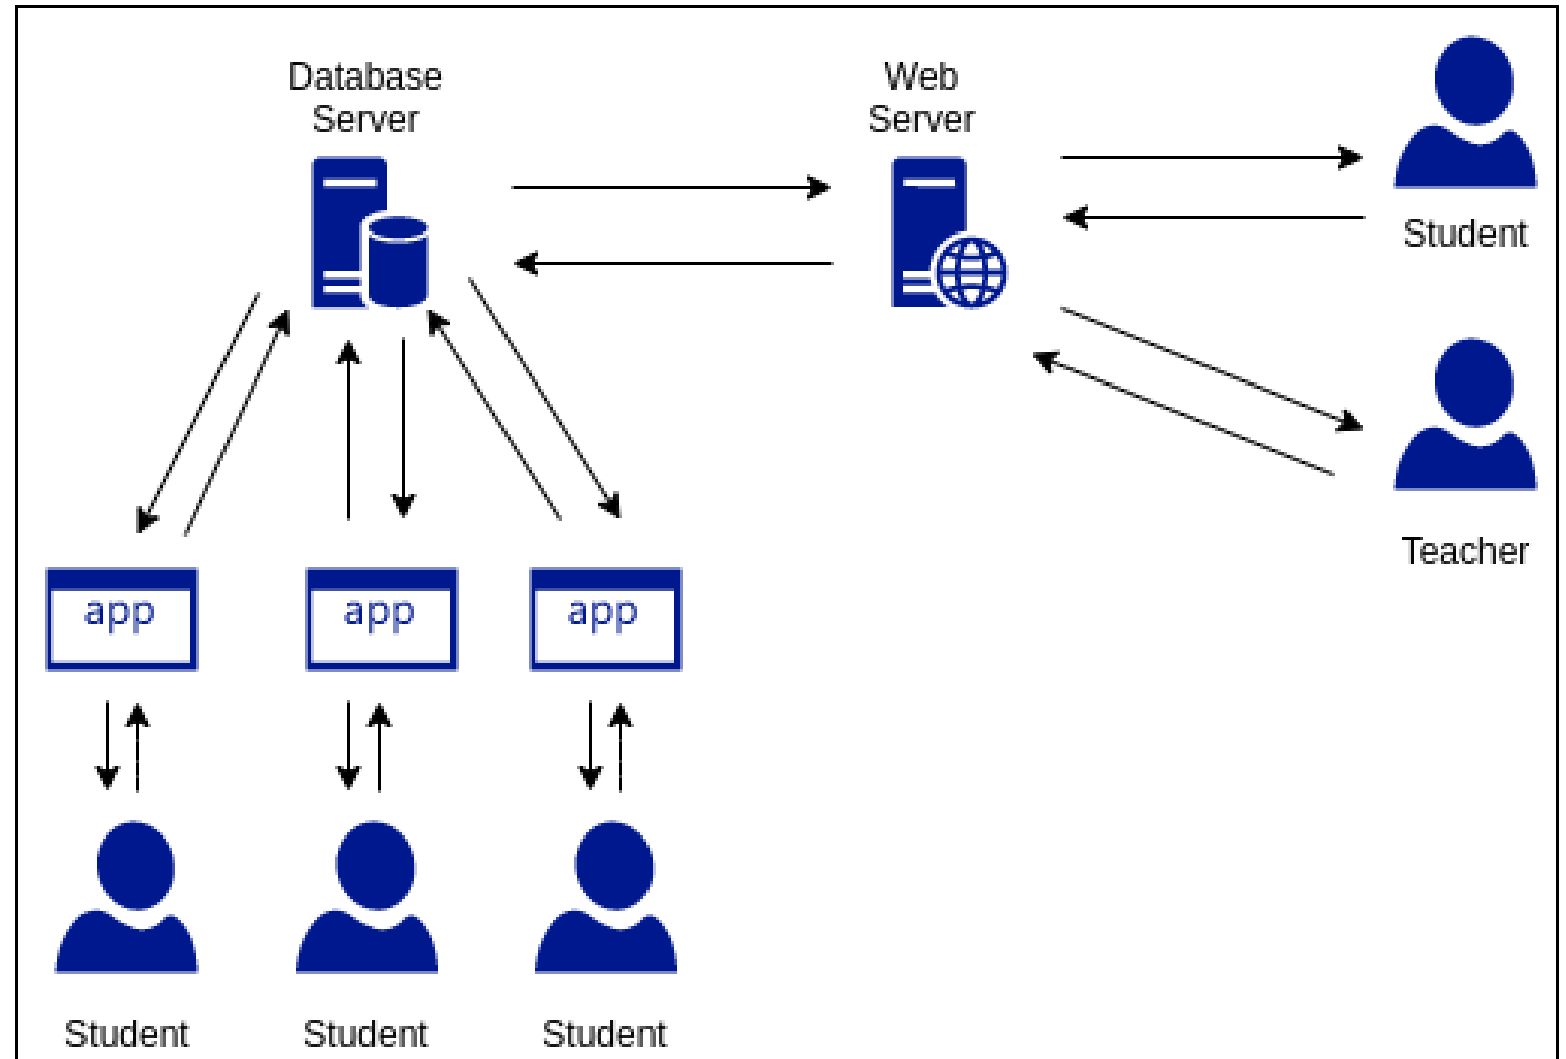 Database
Server
Web
Server
Student
Teacher
app
app
app
Student
Student
Student